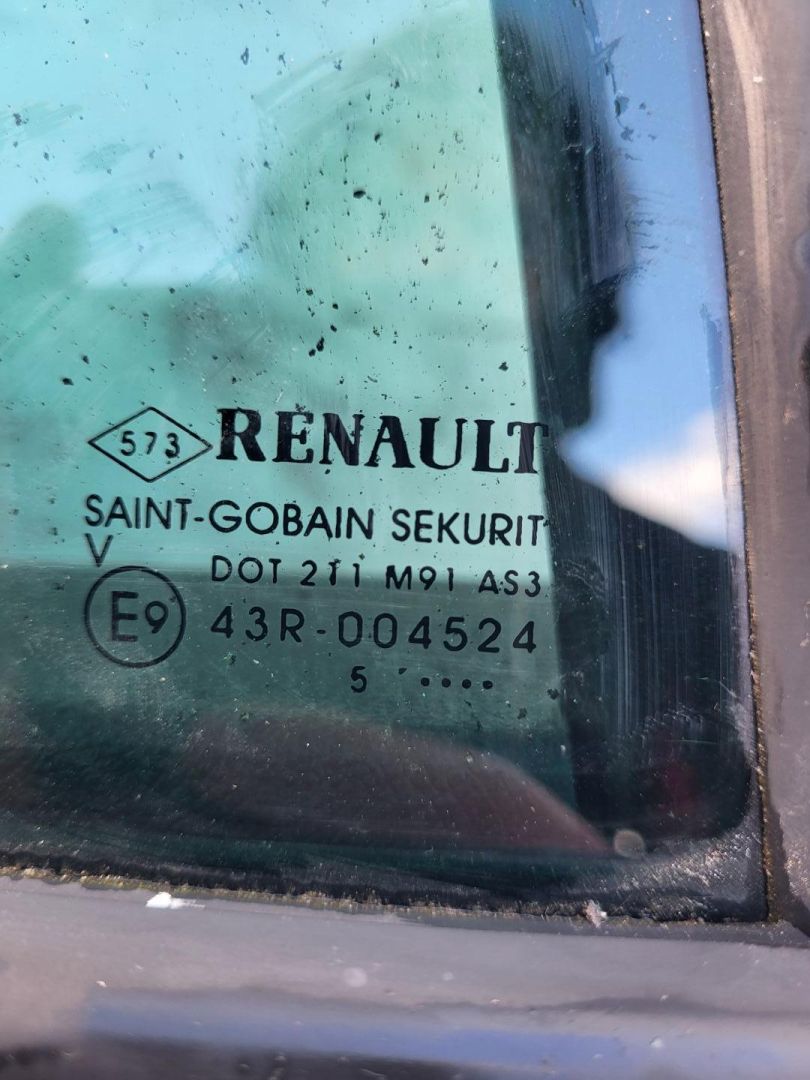 573 RENAULT
SAINT-GOBAIN SEKURIT
V
DOT 211 M91 AS3
E9 43R-004524
5 ' ••••